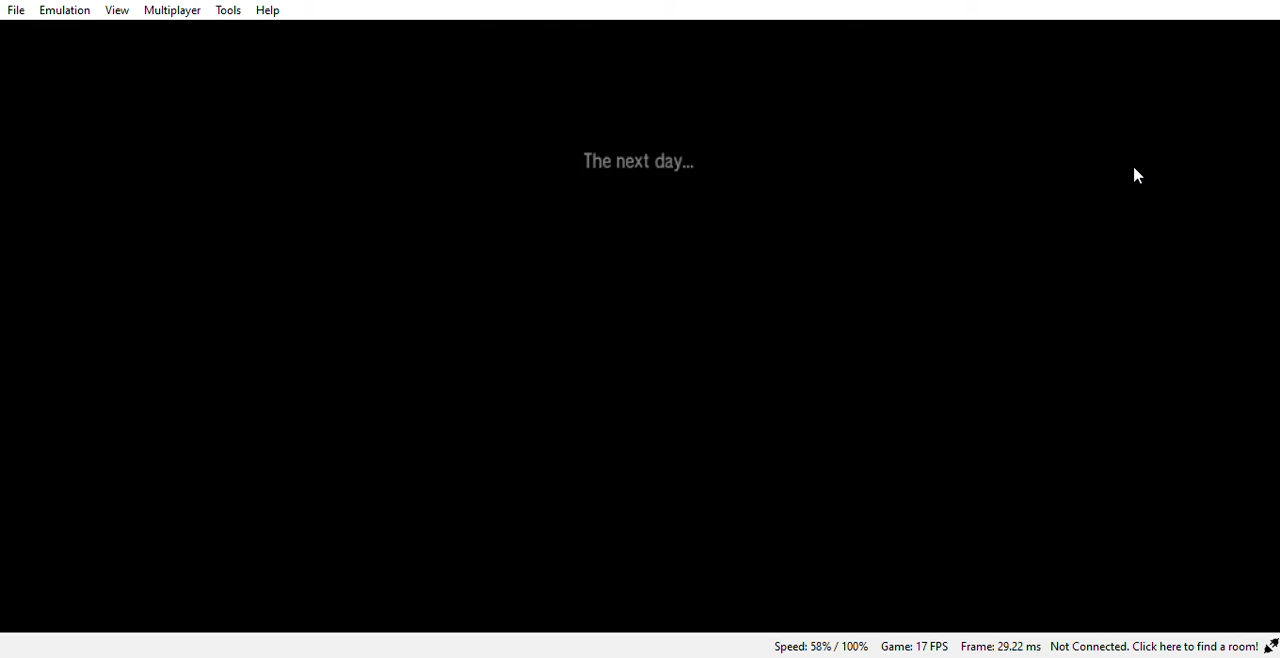 File Emulation View Multiplayer Tools Help
The next day...
Speed: 58% / 100% Game: 17 FPS Frame: 29.22 ms Not Connected. Click here to find a room!